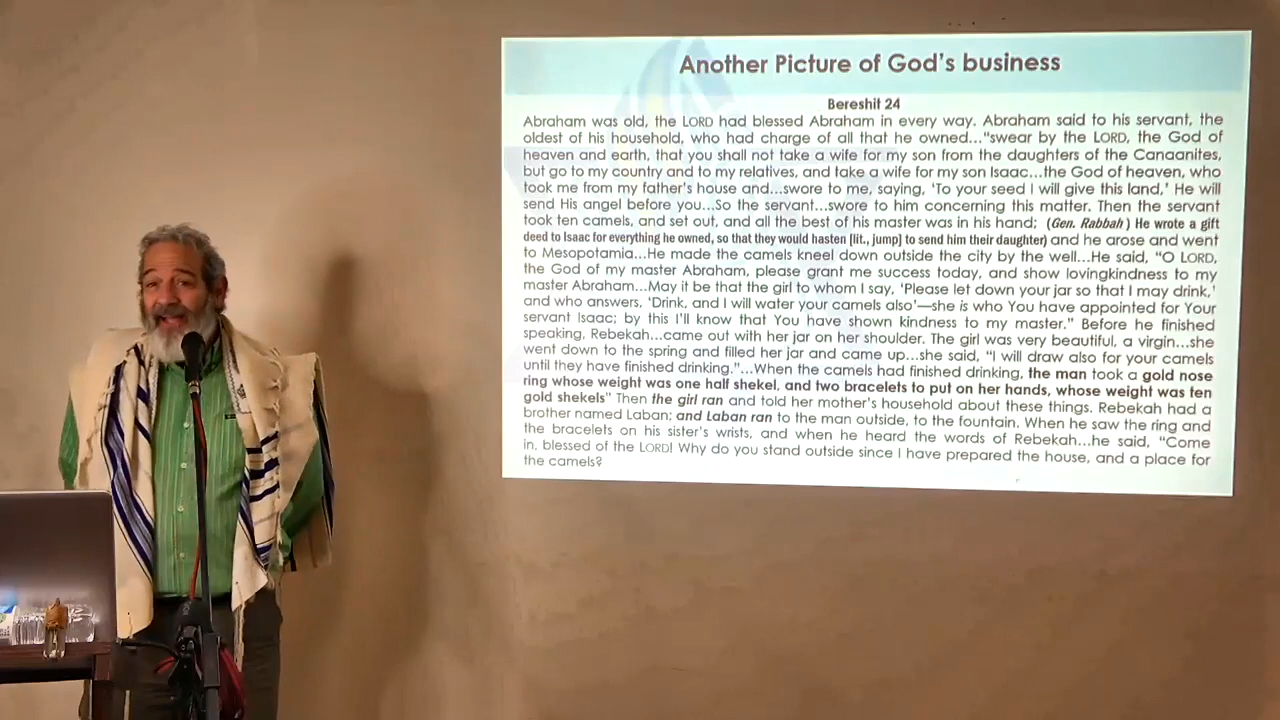 Another Picture of God's business
Bereshit 24
Abraham was old, the LORD had blessed Abraham in every way. Abraham said to his servant, the
oldest of his household, who had charge of all that he owned…"swear by the LORD, the God of
heaven and earth, that you shall not take a wife for my son from the daughters of the Canaanites,
but go to my country and to my relatives, and take a wife for my son Isaac…the God of heaven, who
took me from my father's house and…swore to me, saying, 'To your seed I will give this land,' He will
send His angel before you…So the servant…swore to him concerning this matter. Then the servant
took ten camels, and set out, and all the best of his master was in his hand; (Gen. Rabbah) He wrote a gift
deed to Isaac for everything he owned, so that they would hasten [lit., jump] to send him their daughter) and he arose and went
to Mesopotamia…He made the camels kneel down outside the city by the well…He said, "O LORD,
the God of my master Abraham, please grant me success today, and show lovingkindness to my
master Abraham…May it be that the girl to whom I say, 'Please let down your jar so that I may drink,'
and who answers, 'Drink, and I will water your camels also'—she is who You have appointed for Your
servant Isaac; by this I'll know that You have shown kindness to my master." Before he finished
speaking, Rebekah…came out with her jar on her shoulder. The girl was very beautiful, a virgin…she
went down to the spring and filled her jar and came up…she said, "I will draw also for your camels
until they have finished drinking."…When the camels had finished drinking, the man took a gold nose
ring whose weight was one half shekel, and two bracelets to put on her hands, whose weight was ten
gold shekels" Then the girl ran and told her mother's household about these things. Rebekah had a
brother named Laban; and Laban ran to the man outside, to the fountain. When he saw the ring and
the bracelets on his sister's wrists, and when he heard the words of Rebekah…he said, "Come
in, blessed of the LORD! Why do you stand outside since I have prepared the house, and a place for
the camels?